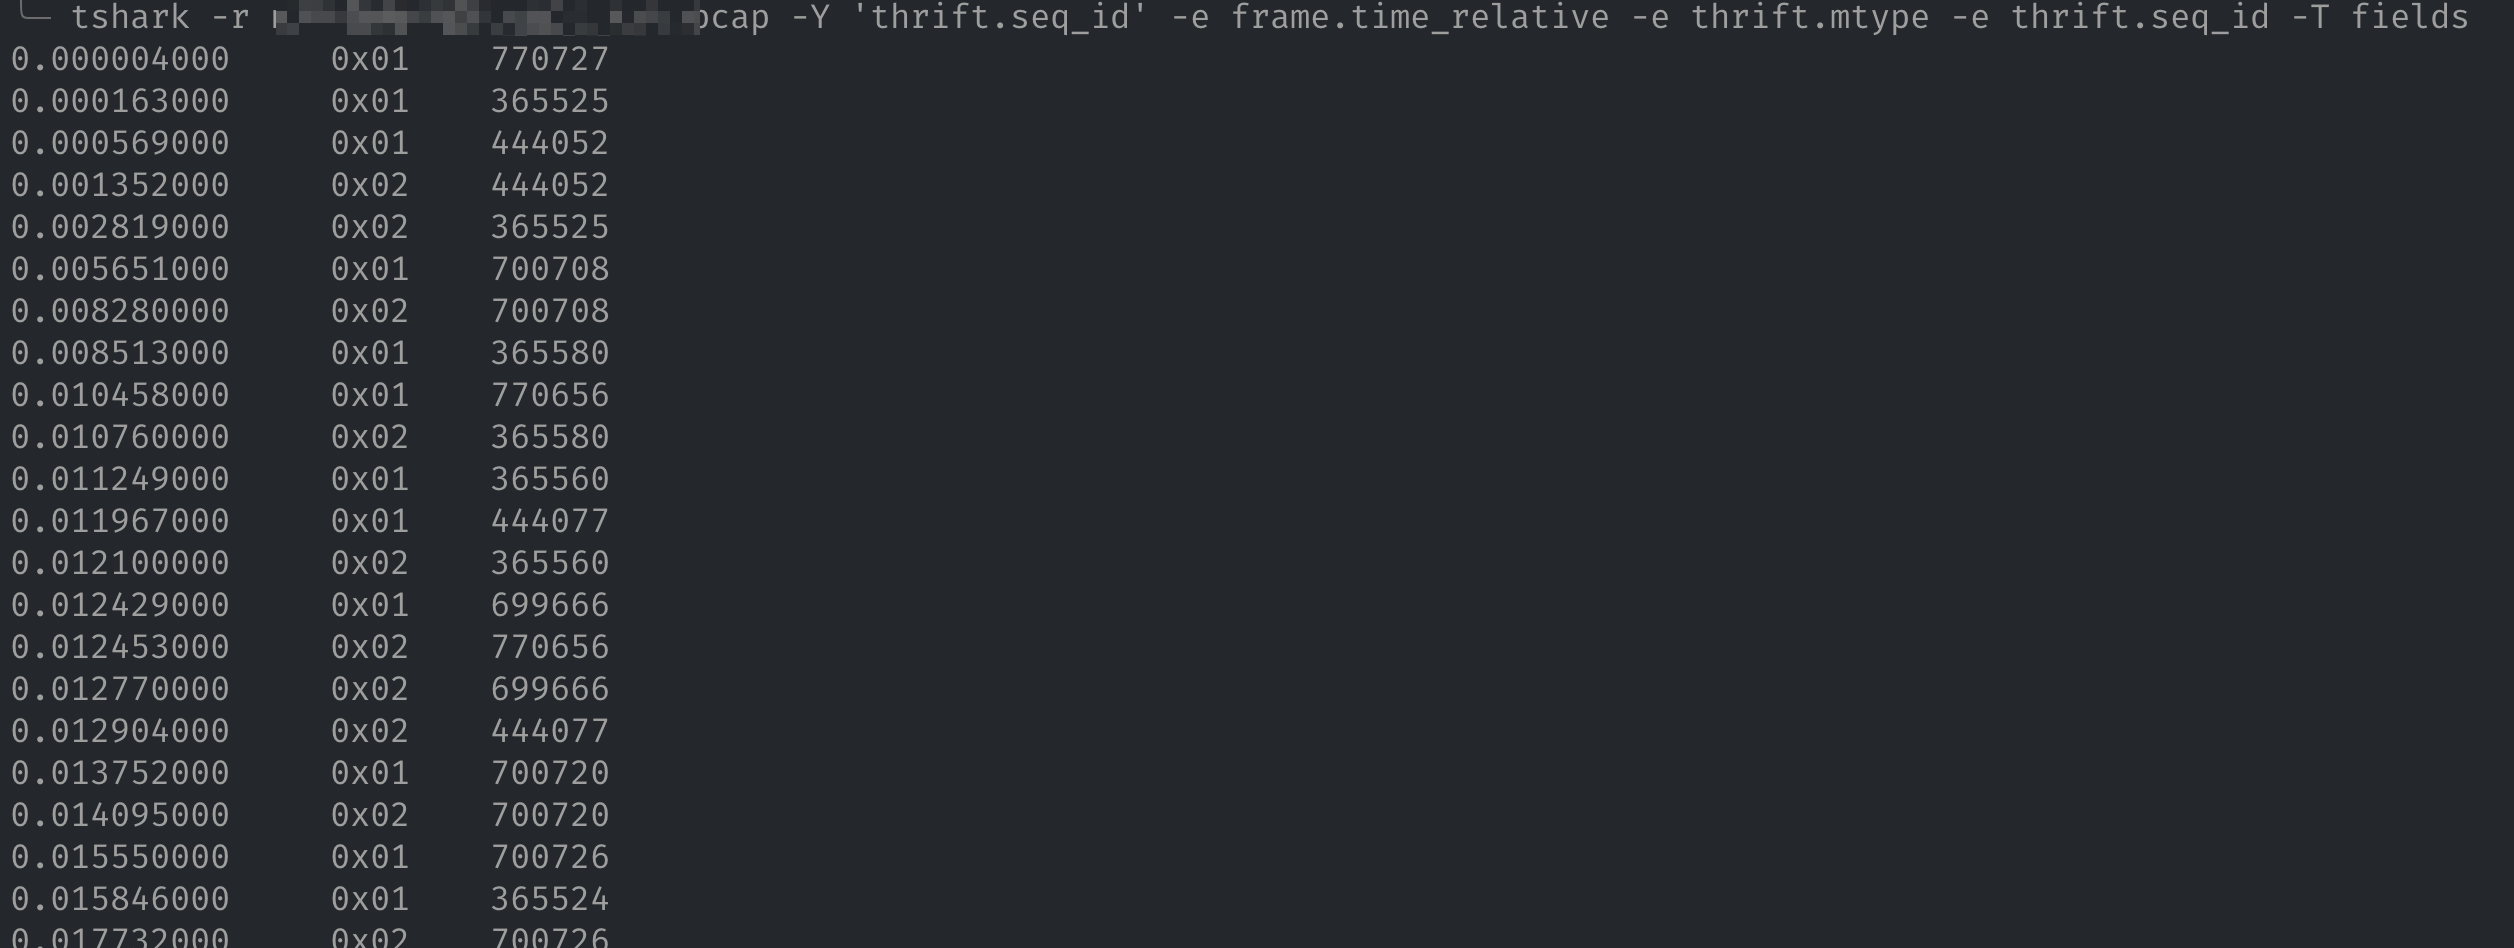 tshark -r pcap -Y 'thrift.seq_id' -e frame.time_relative -e thrift.mtype -e thrift.seq_id -T fields
0.000004000 0x01 770727
0.000163000 0x01 365525
0.000569000 0x01 444052
0.001352000 0x02 444052
0.002819000 0x02 365525
0.005651000 0x01 700708
0.008280000 0x02 700708
0.008513000 0x01 365580
0.010458000 0x01 770656
0.010760000 0x02 365580
0.011249000 0x01 365560
0.011967000 0x01 444077
0.012100000 0x02 365560
0.012429000 0x01 699666
0.012453000 0x02 770656
0.012770000 0x02 699666
0.012904000 0x02 444077
0.013752000 0x01 700720
0.014095000 0x02 700720
0.015550000 0x01 700726
0.015846000 0x01 365524
0.017732000 0x02 700726